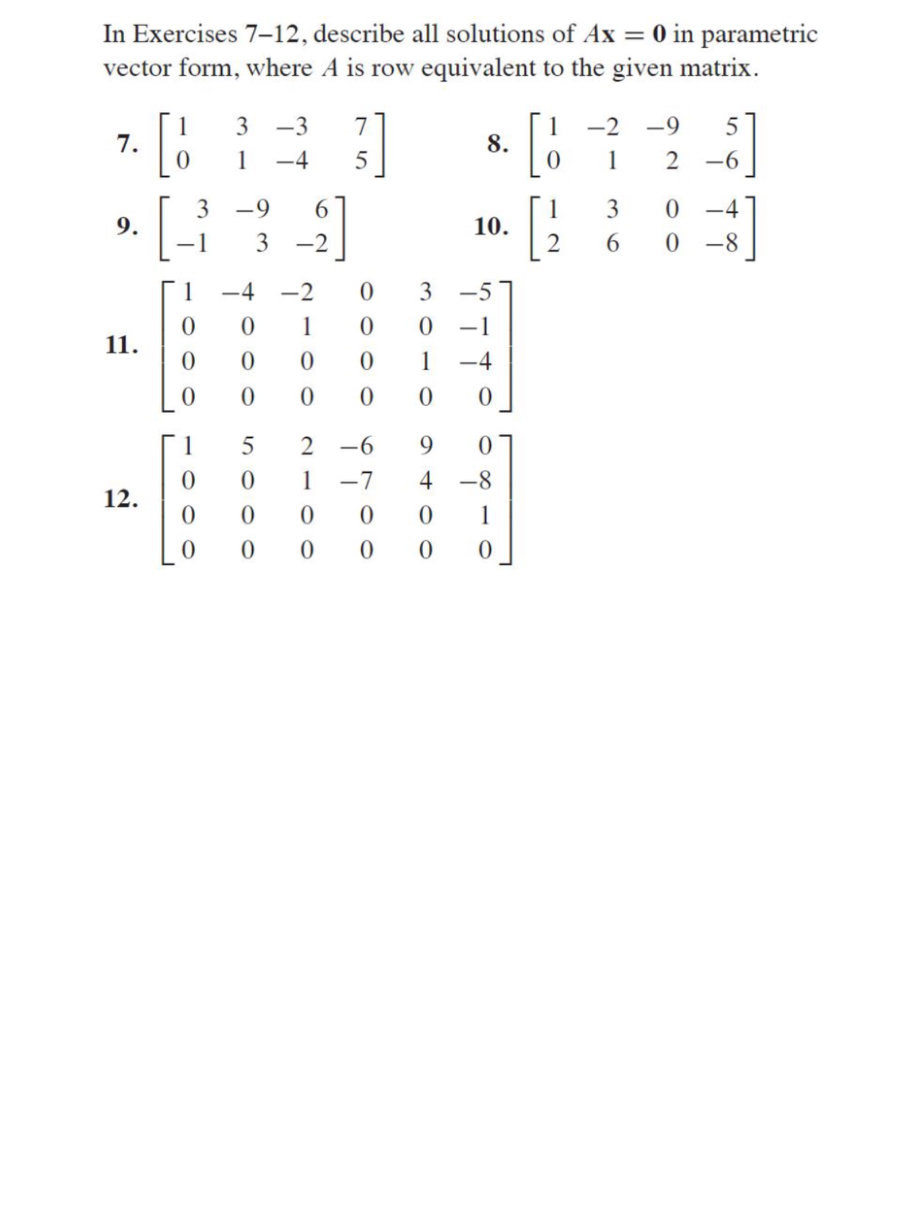 In Exercises 7–12, describe all solutions of Ax = 0 in parametric
vector form, where A is row equivalent to the given matrix.
7. [ 1 3 −3 7 ]
[ 0 1 −4 5 ]
8. [ 1 −2 −9 5 ]
[ 0 1 2 −6 ]
9. [ 3 −9 6 ]
[ −1 3 −2 ]
10. [ 1 3 0 −4 ]
[ 2 6 0 −8 ]
11. [ 1 −4 −2 0 3 −5 ]
[ 0 0 1 0 0 −1 ]
[ 0 0 0 0 1 −4 ]
[ 0 0 0 0 0 0 ]
12. [ 1 5 2 −6 9 0 ]
[ 0 0 1 −7 4 −8 ]
[ 0 0 0 0 0 1 ]
[ 0 0 0 0 0 0 ]